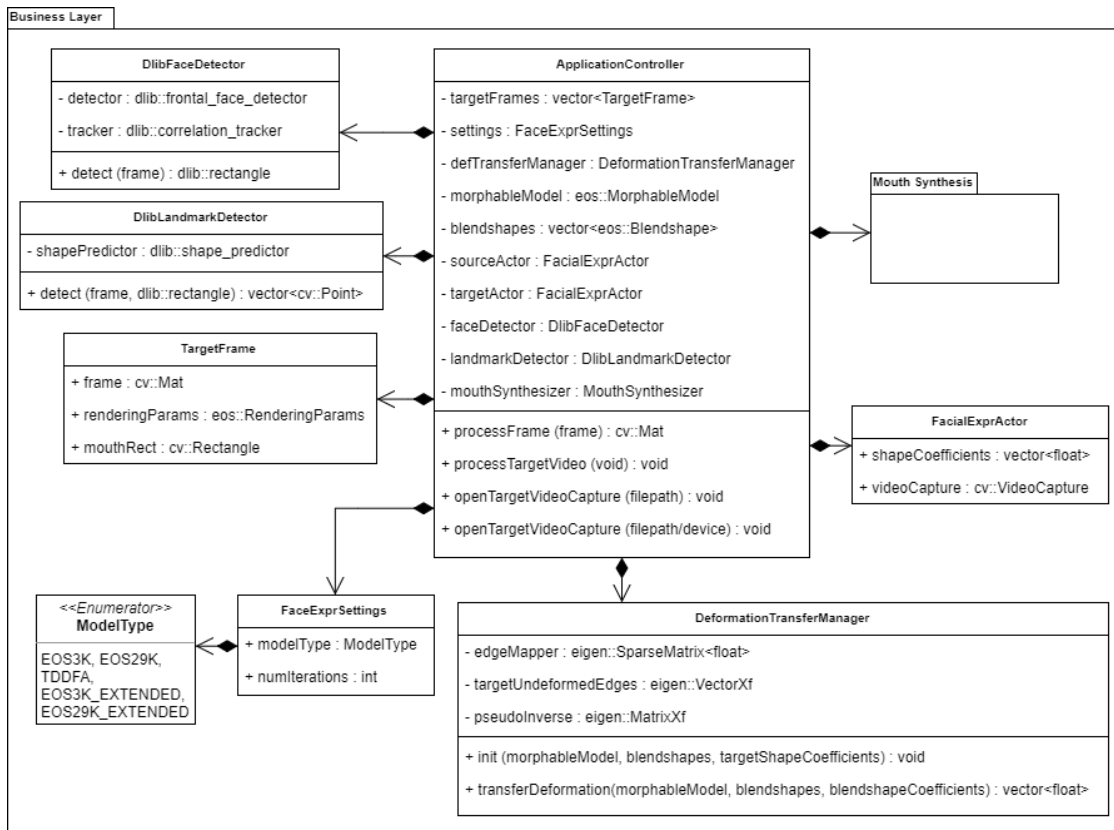 Business Layer
DlibFaceDetector
- detector : dlib::frontal_face_detector
- tracker : dlib::correlation_tracker
+ detect (frame) : dlib::rectangle
DlibLandmarkDetector
- shapePredictor : dlib::shape_predictor
+ detect (frame, dlib::rectangle) : vector<cv::Point>
TargetFrame
+ frame : cv::Mat
+ renderingParams : eos::RenderingParams
+ mouthRect : cv::Rectangle
ApplicationController
- targetFrames : vector<TargetFrame>
- settings : FaceExprSettings
- defTransferManager : DeformationTransferManager
- morphableModel : eos::MorphableModel
- blendshapes : vector<eos::Blendshape>
- sourceActor : FacialExprActor
- targetActor : FacialExprActor
- faceDetector : DlibFaceDetector
- landmarkDetector : DlibLandmarkDetector
- mouthSynthesizer : MouthSynthesizer
+ processFrame (frame) : cv::Mat
+ processTargetVideo (void) : void
+ openTargetVideoCapture (filepath) : void
+ openTargetVideoCapture (filepath/device) : void
Mouth Synthesis
FacialExprActor
+ shapeCoefficients : vector<float>
+ videoCapture : cv::VideoCapture
<<Enumerator>>
ModelType
EOS3K, EOS29K,
TDDFA,
EOS3K_EXTENDED,
EOS29K_EXTENDED
FaceExprSettings
+ modelType : ModelType
+ numIterations : int
DeformationTransferManager
- edgeMapper : eigen::SparseMatrix<float>
- targetUndeformedEdges : eigen::VectorXf
- pseudoInverse : eigen::MatrixXf
+ init (morphableModel, blendshapes, targetShapeCoefficients) : void
+ transferDeformation(morphableModel, blendshapes, blendshapeCoefficients) : vector<float>